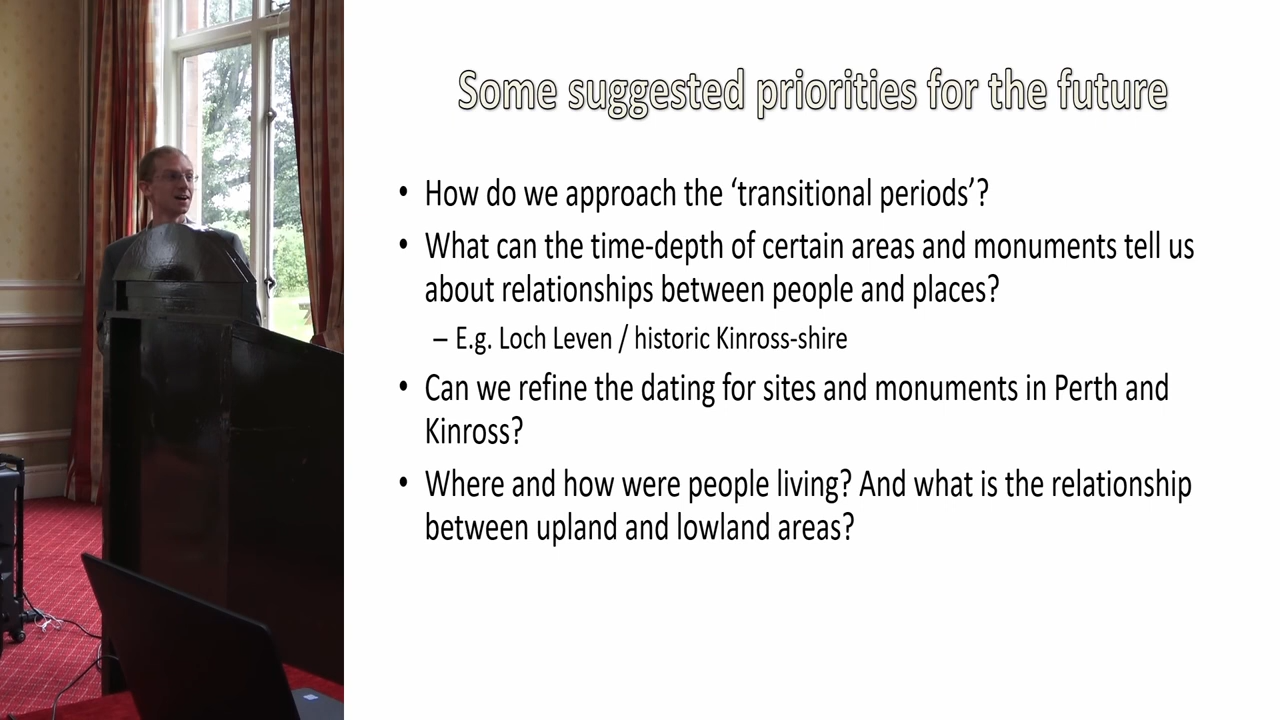 Some suggested priorities for the future
• How do we approach the ‘transitional periods’?
• What can the time-depth of certain areas and monuments tell us
about relationships between people and places?
– E.g. Loch Leven / historic Kinross-shire
• Can we refine the dating for sites and monuments in Perth and
Kinross?
• Where and how were people living? And what is the relationship
between upland and lowland areas?